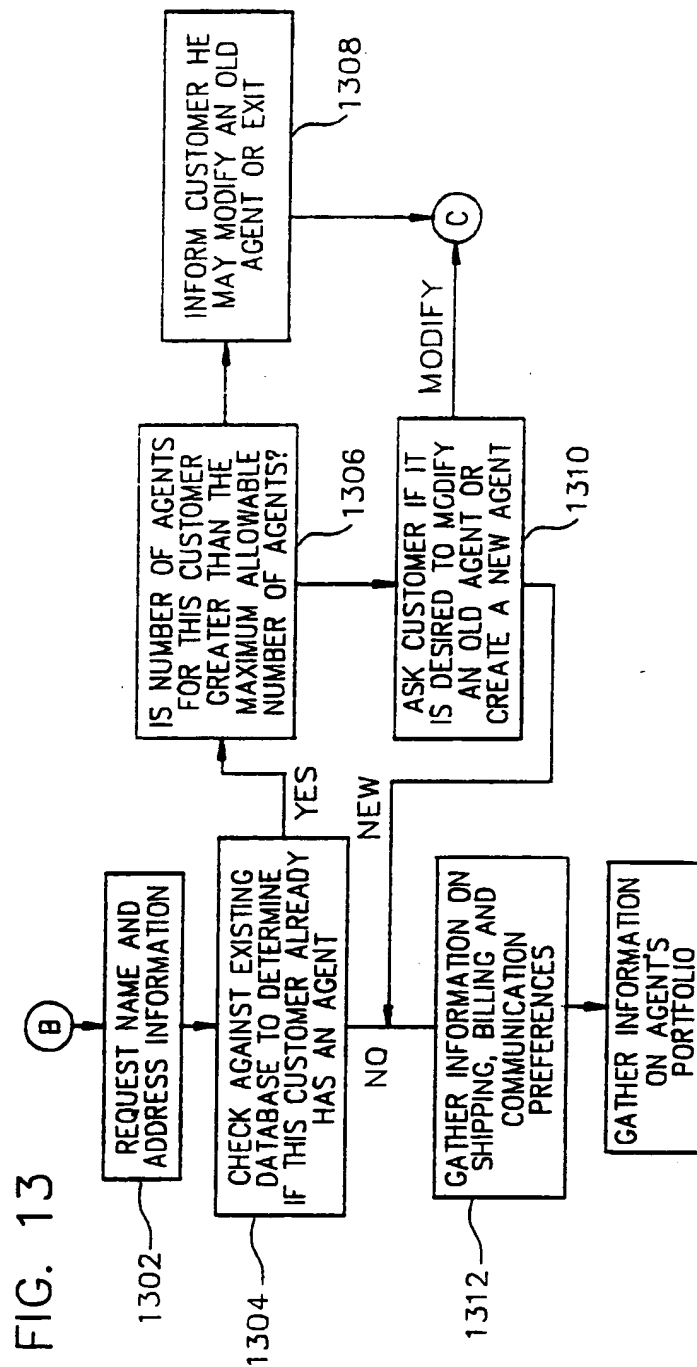 FIG. 13
B
REQUEST NAME AND
ADDRESS INFORMATION
1302
CHECK AGAINST EXISTING
DATABASE TO DETERMINE
IF THIS CUSTOMER ALREADY
HAS AN AGENT
1304
YES
NO
IS NUMBER OF AGENTS
FOR THIS CUSTOMER
GREATER THAN THE
MAXIMUM ALLOWABLE
NUMBER OF AGENTS?
1306
INFORM CUSTOMER HE
MAY MODIFY AN OLD
AGENT OR EXIT
1308
ASK CUSTOMER IF IT
IS DESIRED TO MODIFY
AN OLD AGENT OR
CREATE A NEW AGENT
1310
MODIFY
C
NEW
GATHER INFORMATION ON
SHIPPING, BILLING AND
COMMUNICATION
PREFERENCES
1312
GATHER INFORMATION
ON AGENT'S
PORTFOLIO